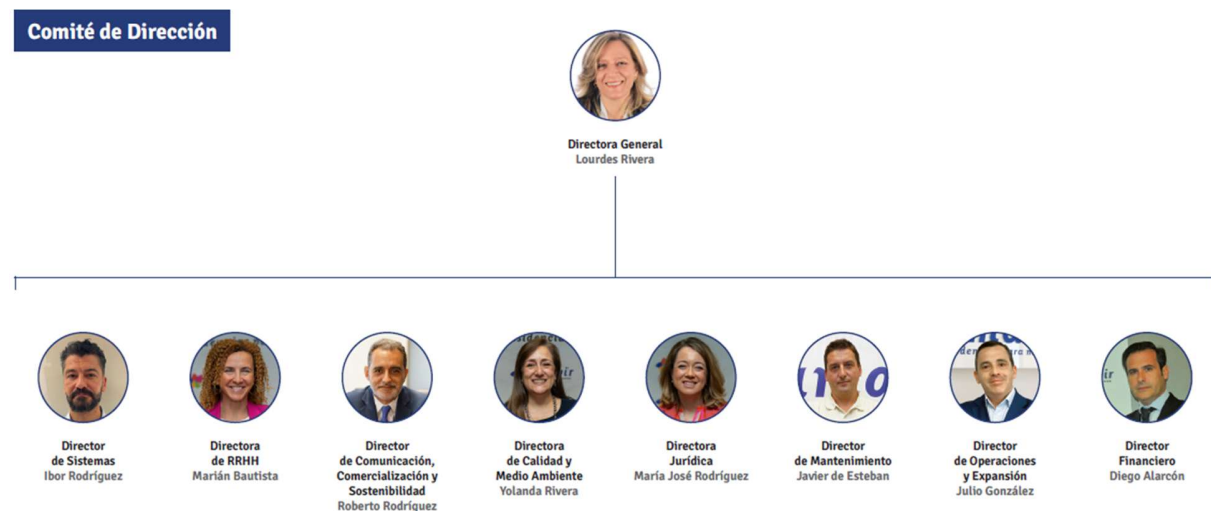 Comité de Dirección
Directora General
Lourdes Rivera
Director
de Sistemas
Ibor Rodríguez
Directora
de RRHH
Marián Bautista
Director
de Comunicación,
Comercialización y
Sostenibilidad
Roberto Rodríguez
Directora
de Calidad y
Medio Ambiente
Yolanda Rivera
Directora
Jurídica
María José Rodríguez
Director
de Mantenimiento
Javier de Esteban
Director
de Operaciones
y Expansión
Julio González
Director
Financiero
Diego Alarcón